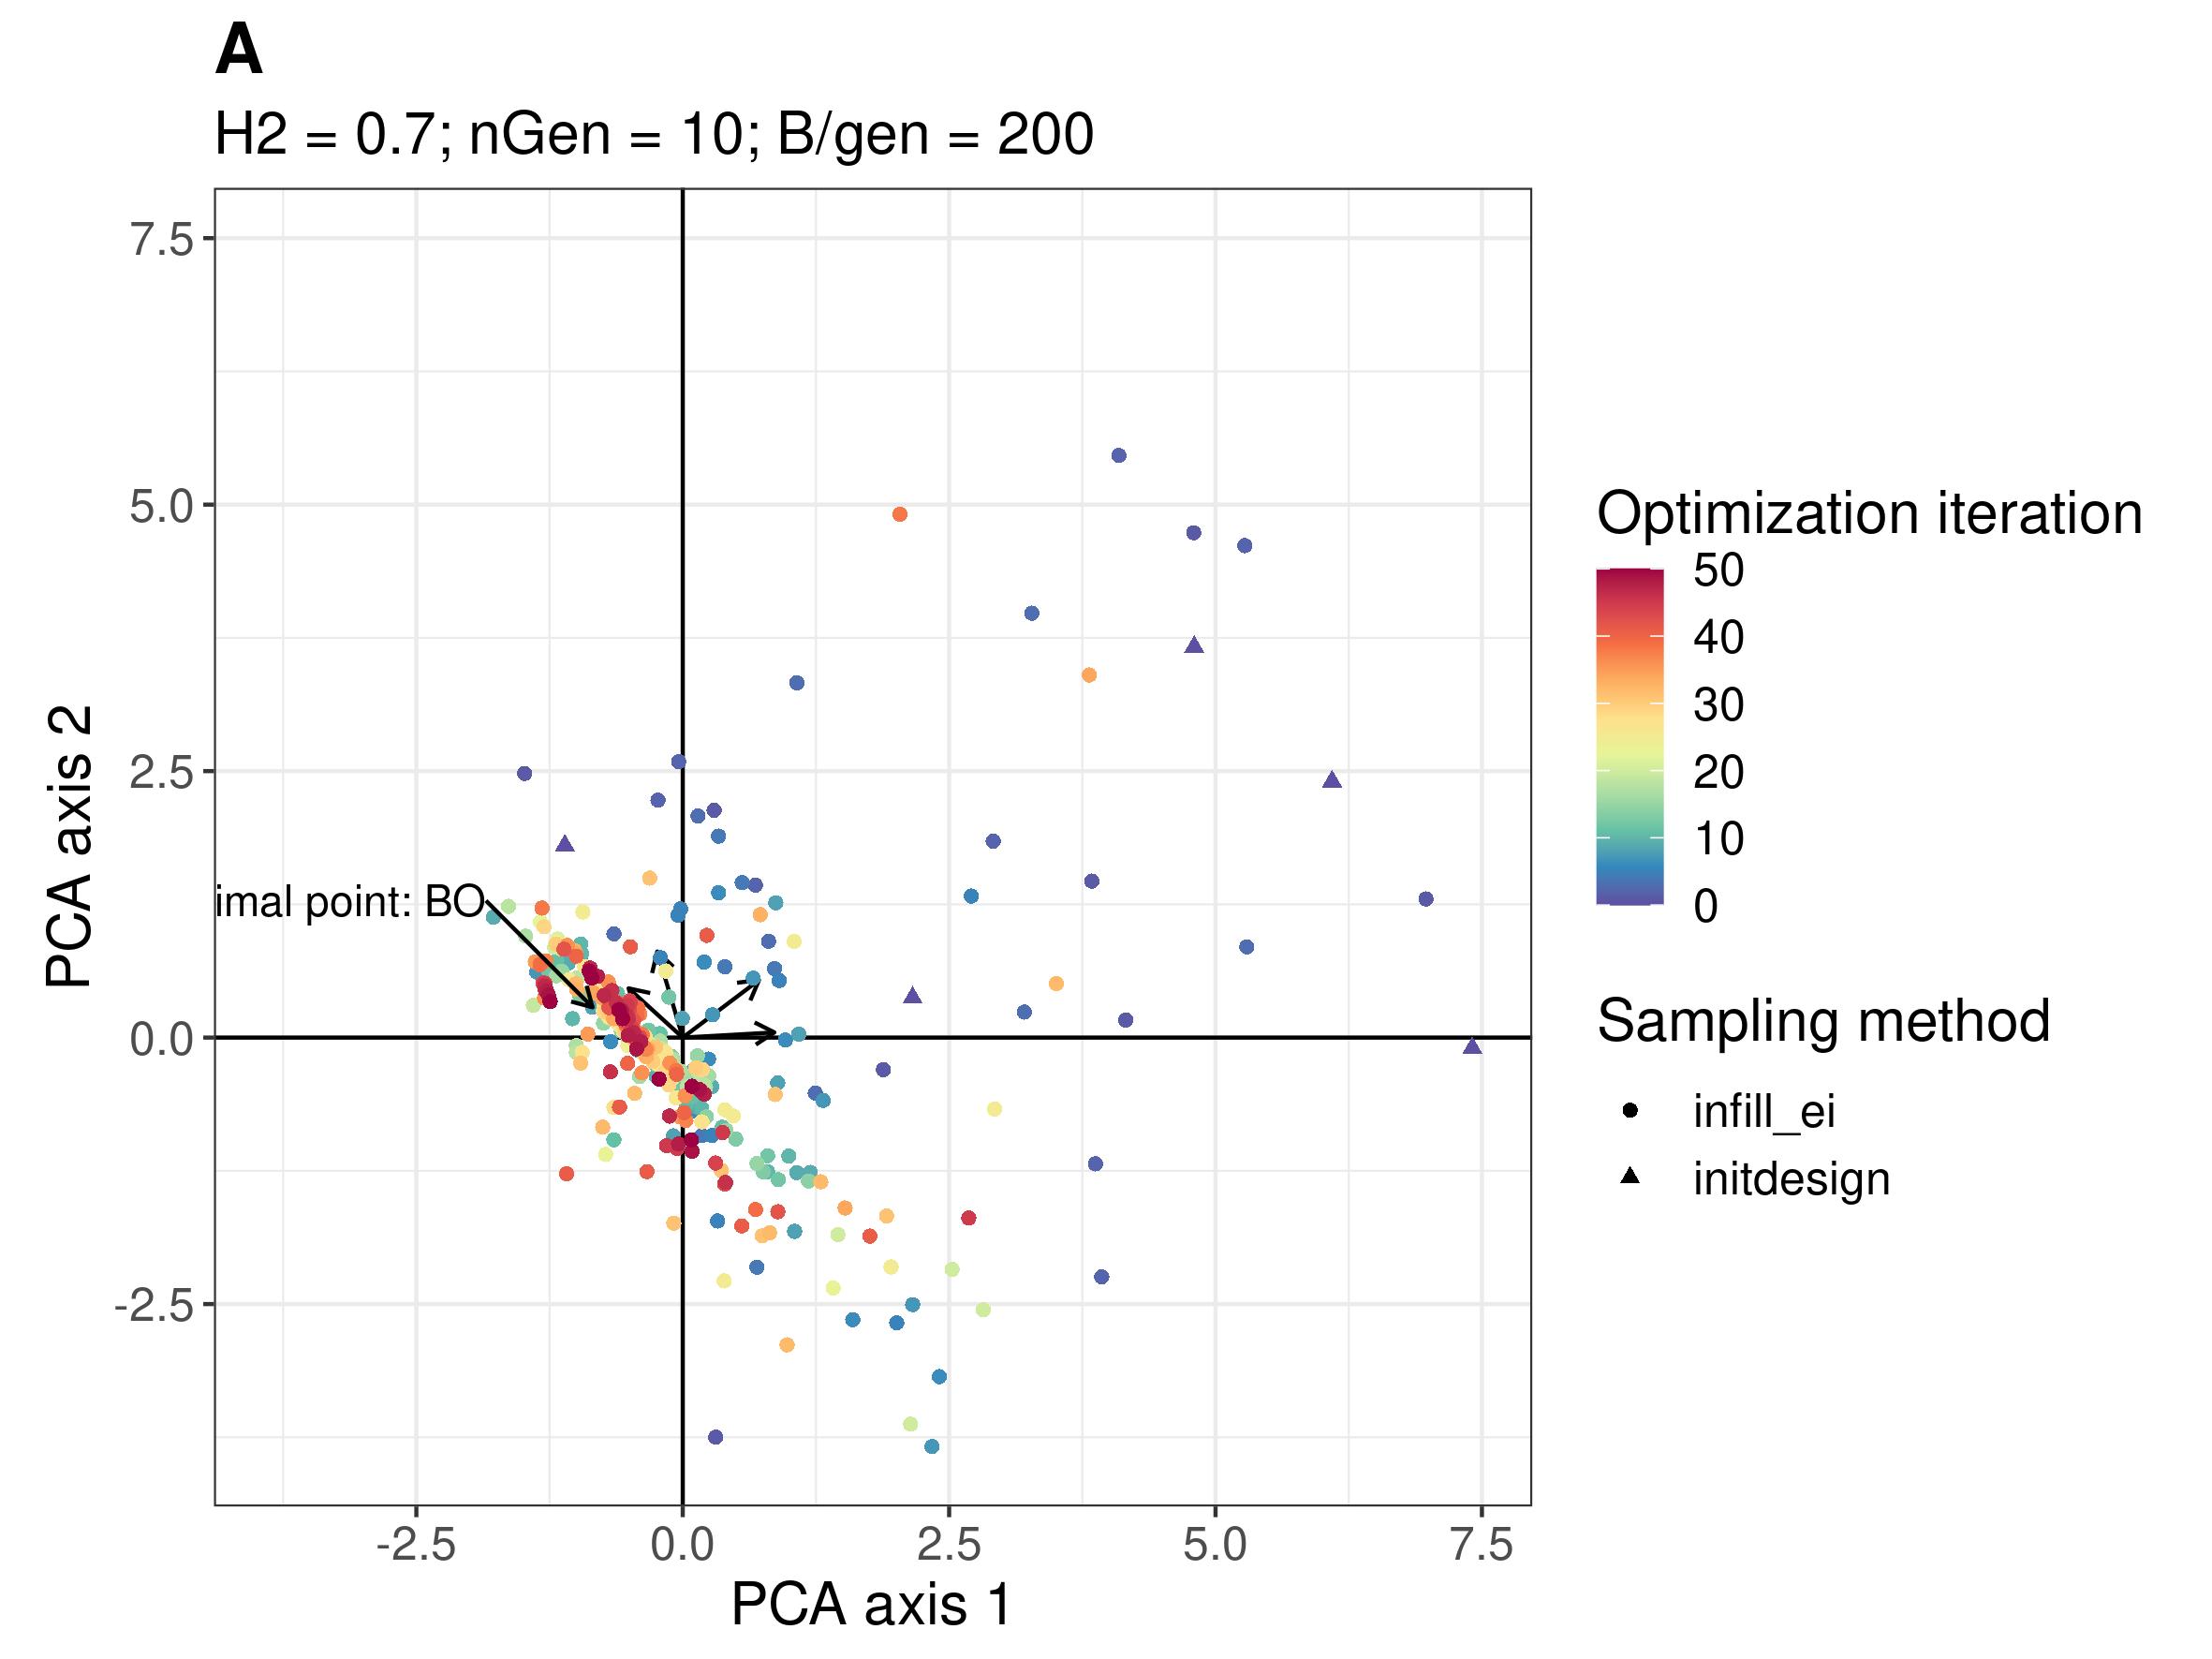 A
H2 = 0.7; nGen = 10; B/gen = 200
7.5
5.0
2.5
0.0
-2.5
PCA axis 2
imal point: BO
-2.5
0.0
2.5
5.0
7.5
PCA axis 1
Optimization iteration
50
40
30
20
10
0
Sampling method
infill_ei
initdesign